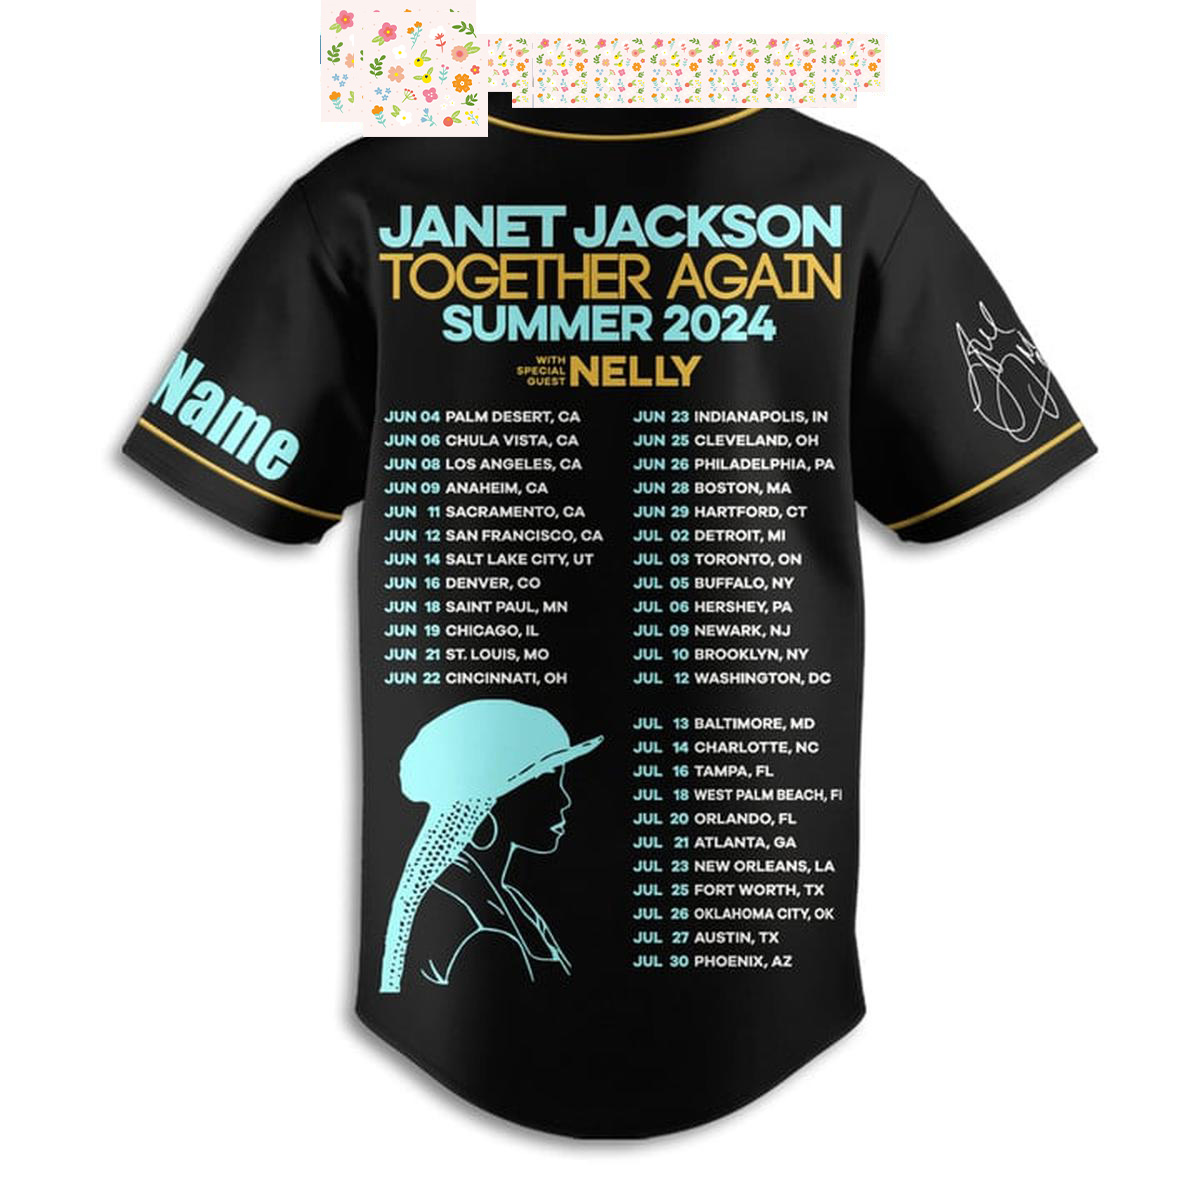 JANET JACKSON
TOGETHER AGAIN
SUMMER 2024
WITH
SPECIAL
GUEST
NELLY
Name
JUN 04 PALM DESERT, CA
JUN 06 CHULA VISTA, CA
JUN 08 LOS ANGELES, CA
JUN 09 ANAHEIM, CA
JUN 11 SACRAMENTO, CA
JUN 12 SAN FRANCISCO, CA
JUN 14 SALT LAKE CITY, UT
JUN 16 DENVER, CO
JUN 18 SAINT PAUL, MN
JUN 19 CHICAGO, IL
JUN 21 ST. LOUIS, MO
JUN 22 CINCINNATI, OH
JUN 23 INDIANAPOLIS, IN
JUN 25 CLEVELAND, OH
JUN 26 PHILADELPHIA, PA
JUN 28 BOSTON, MA
JUN 29 HARTFORD, CT
JUL 02 DETROIT, MI
JUL 03 TORONTO, ON
JUL 05 BUFFALO, NY
JUL 06 HERSHEY, PA
JUL 09 NEWARK, NJ
JUL 10 BROOKLYN, NY
JUL 12 WASHINGTON, DC
JUL 13 BALTIMORE, MD
JUL 14 CHARLOTTE, NC
JUL 16 TAMPA, FL
JUL 18 WEST PALM BEACH, Fl
JUL 20 ORLANDO, FL
JUL 21 ATLANTA, GA
JUL 23 NEW ORLEANS, LA
JUL 25 FORT WORTH, TX
JUL 26 OKLAHOMA CITY, OK
JUL 27 AUSTIN, TX
JUL 30 PHOENIX, AZ